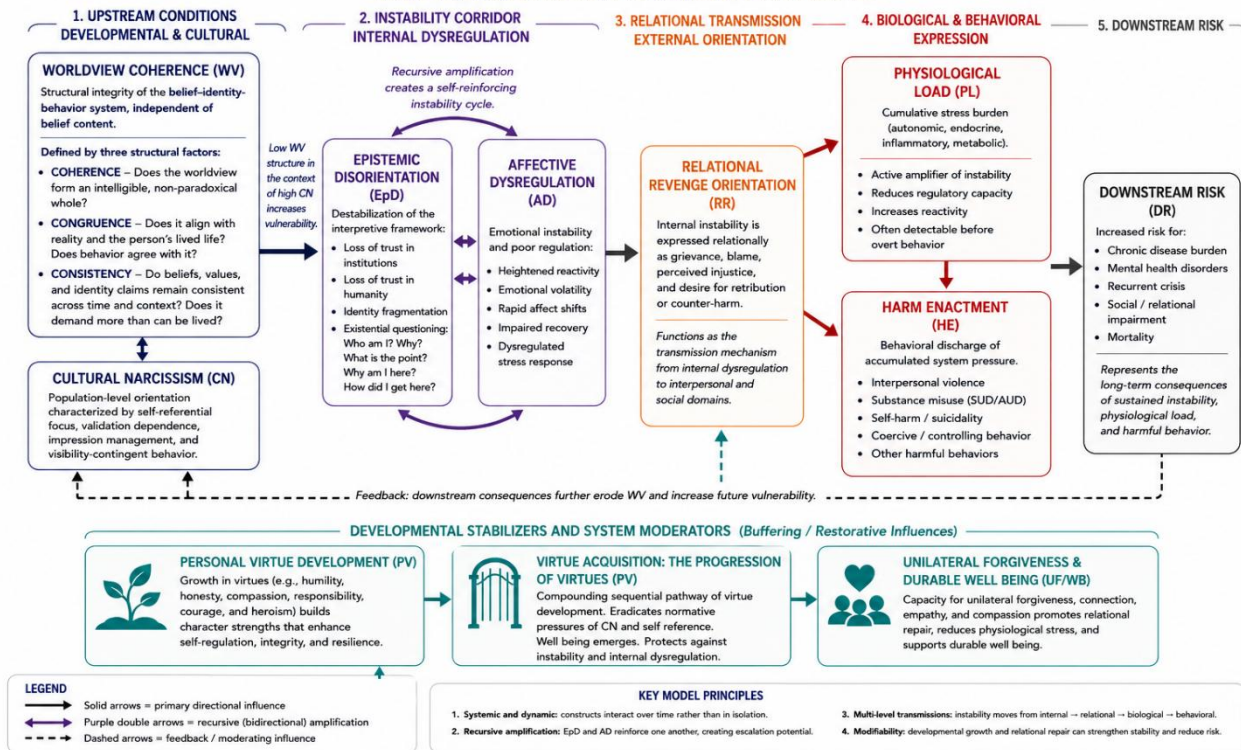 1. UPSTREAM CONDITIONS
DEVELOPMENTAL & CULTURAL
2. INSTABILITY CORRIDOR
INTERNAL DYSREGULATION
3. RELATIONAL TRANSMISSION
EXTERNAL ORIENTATION
4. BIOLOGICAL & BEHAVIORAL
EXPRESSION
5. DOWNSTREAM RISK
WORLDVIEW COHERENCE (WV)
Structural integrity of the belief–identity-
behavior system, independent of
belief content.
Defined by three structural factors:
• COHERENCE – Does the worldview
form an intelligible, non-paradoxical
whole?
• CONGRUENCE – Does it align with
reality and the person's lived life?
Does behavior agree with it?
• CONSISTENCY – Do beliefs, values,
and identity claims remain consistent
across time and context? Does it
demand more than can be lived?
CULTURAL NARCISSISM (CN)
Population-level orientation
characterized by self-referential
focus, validation dependence,
impression management, and
visibility-contingent behavior.
Low WV
structure in
the context
of high CN
increases
vulnerability.
Recursive amplification
creates a self-reinforcing
instability cycle.
EPISTEMIC
DISORIENTATION
(EpD)
Destabilization of the
interpretive framework:
• Loss of trust in
institutions
• Loss of trust in
humanity
• Identity fragmentation
• Existential questioning:
Who am I? Why?
What is the point?
Why am I here?
How did I get here?
AFFECTIVE
DYSREGULATION
(AD)
Emotional instability
and poor regulation:
• Heightened reactivity
• Emotional volatility
• Rapid affect shifts
• Impaired recovery
• Dysregulated
stress response
RELATIONAL
REVENGE ORIENTATION
(RR)
Internal instability is
expressed relationally
as grievance, blame,
perceived injustice,
and desire for retribution
or counter-harm.
Functions as the
transmission mechanism
from internal dysregulation
to interpersonal and
social domains.
PHYSIOLOGICAL
LOAD (PL)
Cumulative stress burden
(autonomic, endocrine,
inflammatory, metabolic).
• Active amplifier of instability
• Reduces regulatory capacity
• Increases reactivity
• Often detectable before
overt behavior
HARM ENACTMENT
(HE)
Behavioral discharge of
accumulated system pressure.
• Interpersonal violence
• Substance misuse (SUD/AUD)
• Self-harm / suicidality
• Coercive / controlling behavior
• Other harmful behaviors
DOWNSTREAM RISK
(DR)
Increased risk for:
• Chronic disease burden
• Mental health disorders
• Recurrent crisis
• Social / relational
impairment
• Mortality
Represents the
long-term consequences
of sustained instability,
physiological load,
and harmful behavior.
Feedback: downstream consequences further erode WV and increase future vulnerability.
DEVELOPMENTAL STABILIZERS AND SYSTEM MODERATORS (Buffering / Restorative Influences)
PERSONAL VIRTUE DEVELOPMENT (PV)
Growth in virtues (e.g., humility,
honesty, compassion, responsibility,
courage, and heroism) builds
character strengths that enhance
self-regulation, integrity, and resilience.
VIRTUE ACQUISITION: THE PROGRESSION
OF VIRTUES (PV)
Compounding sequential pathway of virtue
development. Eradicates normative
pressures of CN and self reference.
Well being emerges. Protects against
instability and internal dysregulation.
UNILATERAL FORGIVENESS &
DURABLE WELL BEING (UF/WB)
Capacity for unilateral forgiveness, connection,
empathy, and compassion promotes relational
repair, reduces physiological stress, and
supports durable well being.
LEGEND
Solid arrows = primary directional influence
Purple double arrows = recursive (bidirectional) amplification
Dashed arrows = feedback / moderating influence
KEY MODEL PRINCIPLES
1. Systemic and dynamic: constructs interact over time rather than in isolation.
2. Recursive amplification: EpD and AD reinforce one another, creating escalation potential.
3. Multi-level transmissions: instability moves from internal → relational → biological → behavioral.
4. Modifiability: developmental growth and relational repair can strengthen stability and reduce risk.